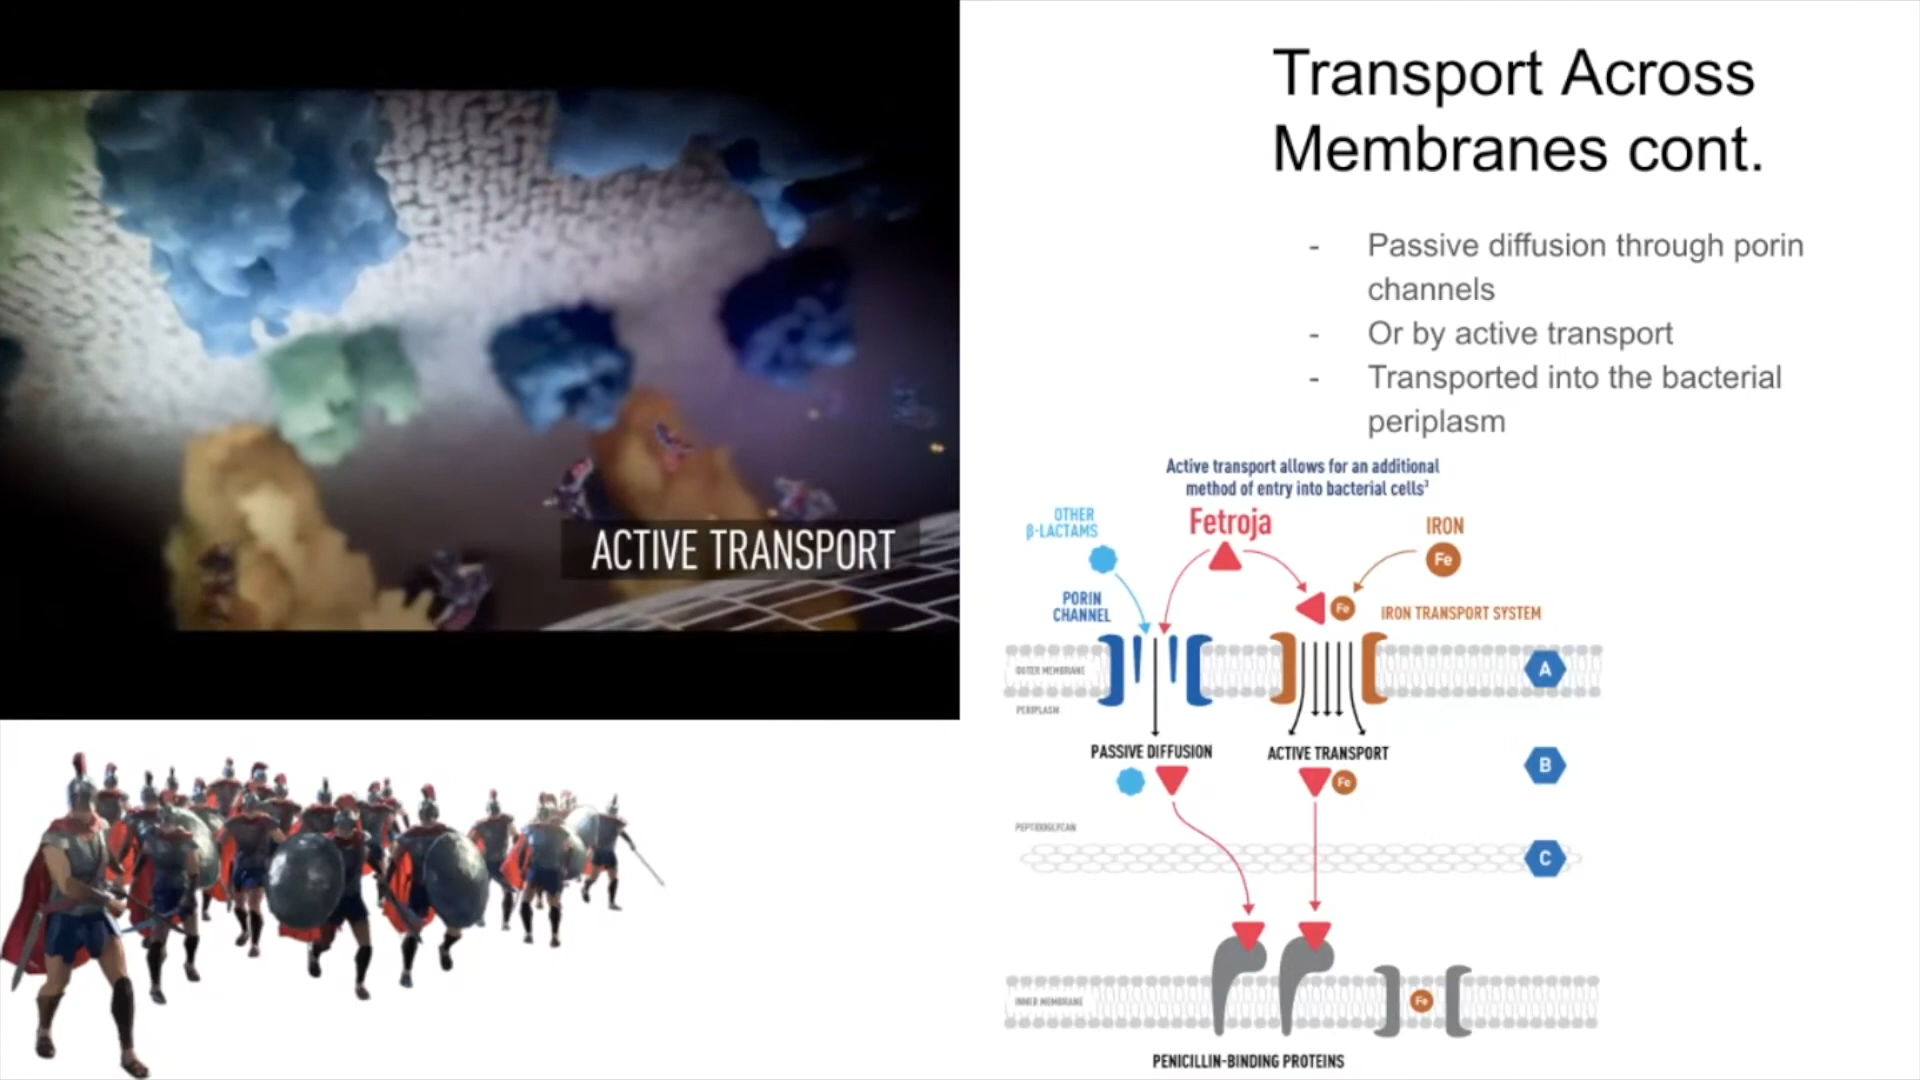 Transport Across
Membranes cont.
- Passive diffusion through porin
channels
- Or by active transport
- Transported into the bacterial
periplasm
ACTIVE TRANSPORT
Active transport allows for an additional
method of entry into bacterial cells³
OTHER
β-LACTAMS
Fetroja
IRON
Fe
PORIN
CHANNEL
Fe
IRON TRANSPORT SYSTEM
OUTER MEMBRANE
A
PERIPLASM
PASSIVE DIFFUSION
ACTIVE TRANSPORT
B
Fe
PEPTIDOGLYCAN
C
INNER MEMBRANE
Fe
PENICILLIN-BINDING PROTEINS